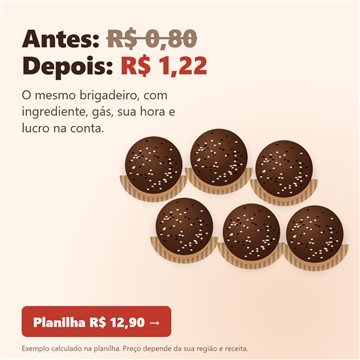 Antes: R$ 0,80
Depois: R$ 1,22
O mesmo brigadeiro, com
ingrediente, gás, sua hora e
lucro na conta.
Planilha R$ 12,90 →
Exemplo calculado na planilha. Preço depende da sua região e receita.